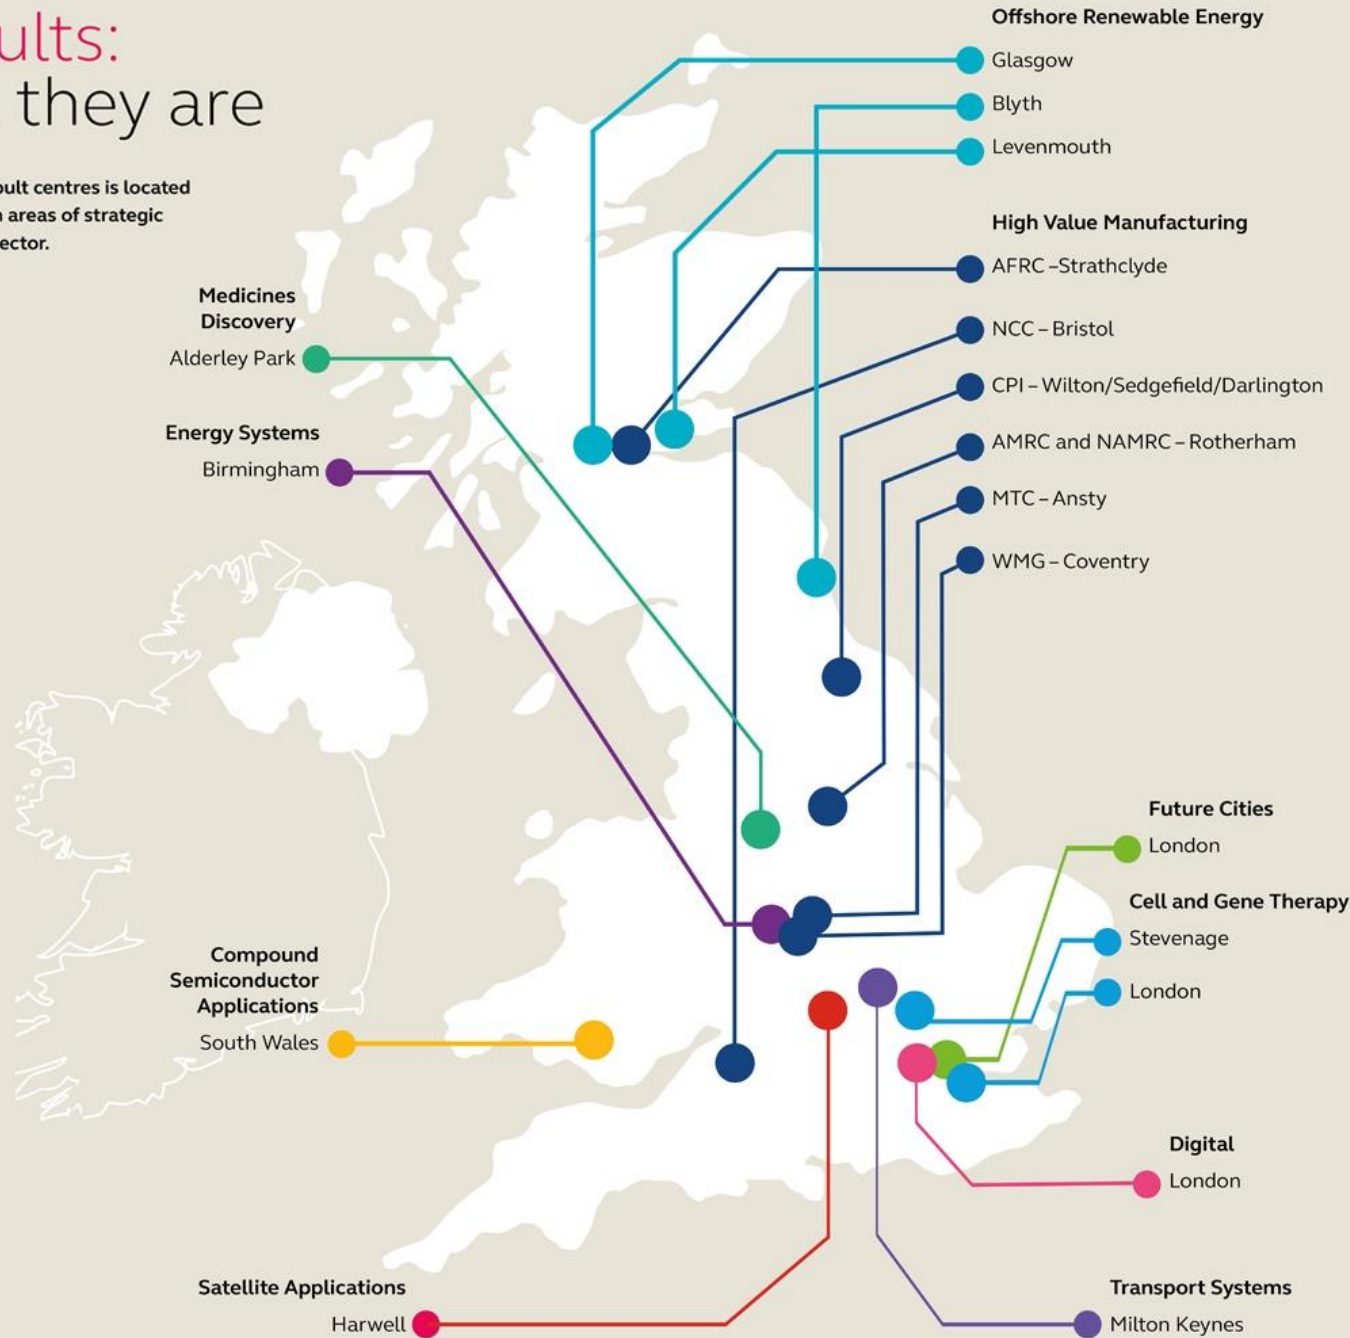 ults:
they are
ult centres is located
areas of strategic
ector.
Offshore Renewable Energy
Glasgow
Blyth
Levenmouth
High Value Manufacturing
AFRC –Strathclyde
NCC – Bristol
CPI – Wilton/Sedgefield/Darlington
AMRC and NAMRC – Rotherham
MTC – Ansty
WMG – Coventry
Medicines
Discovery
Alderley Park
Energy Systems
Birmingham
Compound
Semiconductor
Applications
South Wales
Future Cities
London
Cell and Gene Therapy
Stevenage
London
Digital
London
Satellite Applications
Harwell
Transport Systems
Milton Keynes